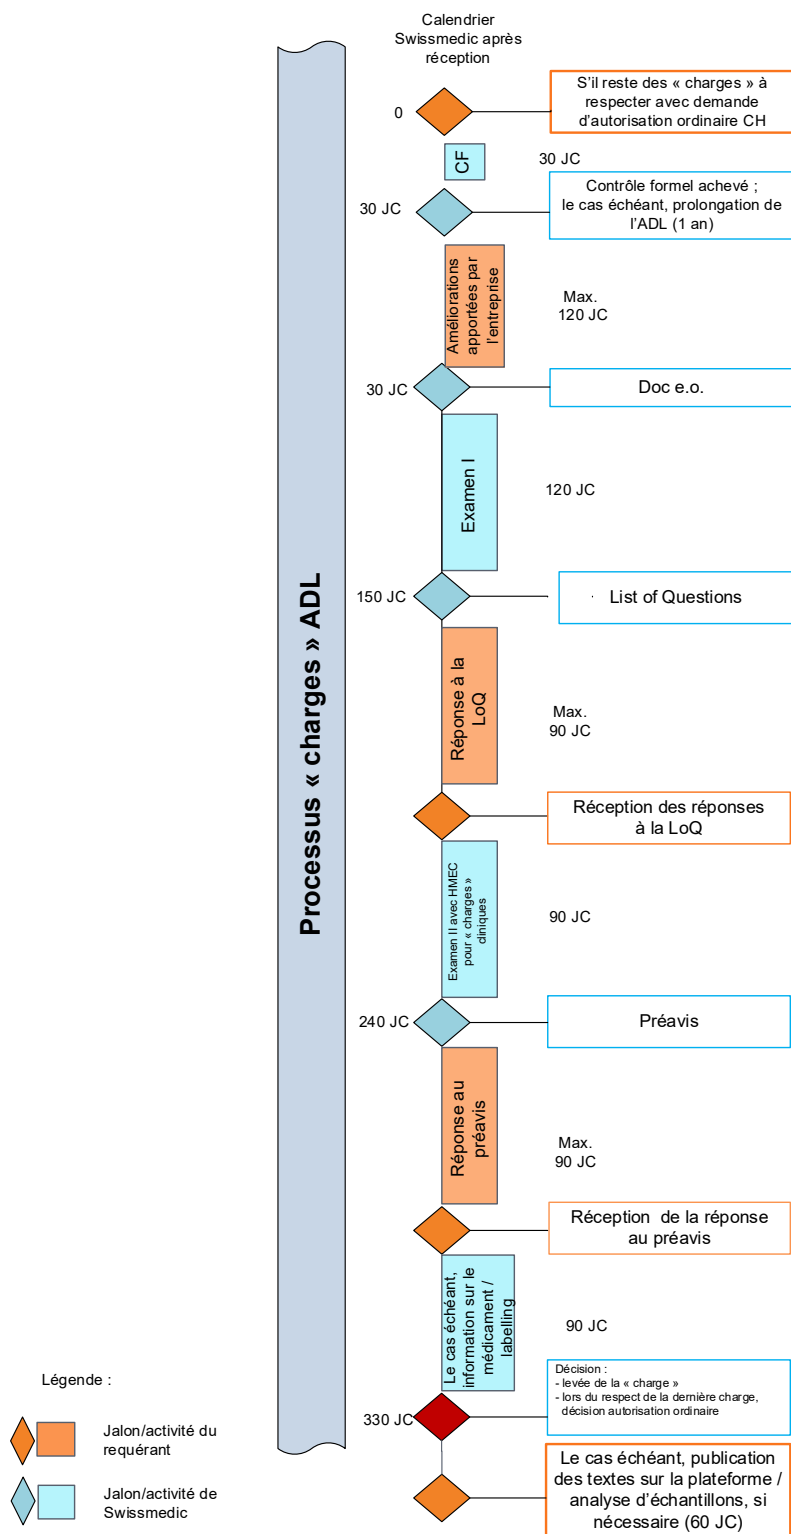 Calendrier
Swissmedic après
réception
0
S'il reste des « charges » à
respecter avec demande
d'autorisation ordinaire CH
CF
30 JC
30 JC
Contrôle formel achevé ;
le cas échéant, prolongation de
l'ADL (1 an)
Améliorations
apportées par
l'entreprise
Max.
120 JC
30 JC
Doc e.o.
Examen I
120 JC
150 JC
List of Questions
Processus « charges » ADL
Réponse à la
LoQ
Max.
90 JC
Réception des réponses
à la LoQ
Examen II avec HMEC
pour « charges »
diniques
90 JC
240 JC
Préavis
Réponse au
préavis
Max.
90 JC
Réception de la réponse
au préavis
Le cas échéant,
information sur le
médicament /
labelling
90 JC
330 JC
Décision :
- levée de la « charge »
- lors du respect de la dernière charge,
décision autorisation ordinaire
Le cas échéant, publication
des textes sur la plateforme /
analyse d'échantillons, si
nécessaire (60 JC)
Légende :
Jalon/activité du
requérant
Jalon/activité de
Swissmedic